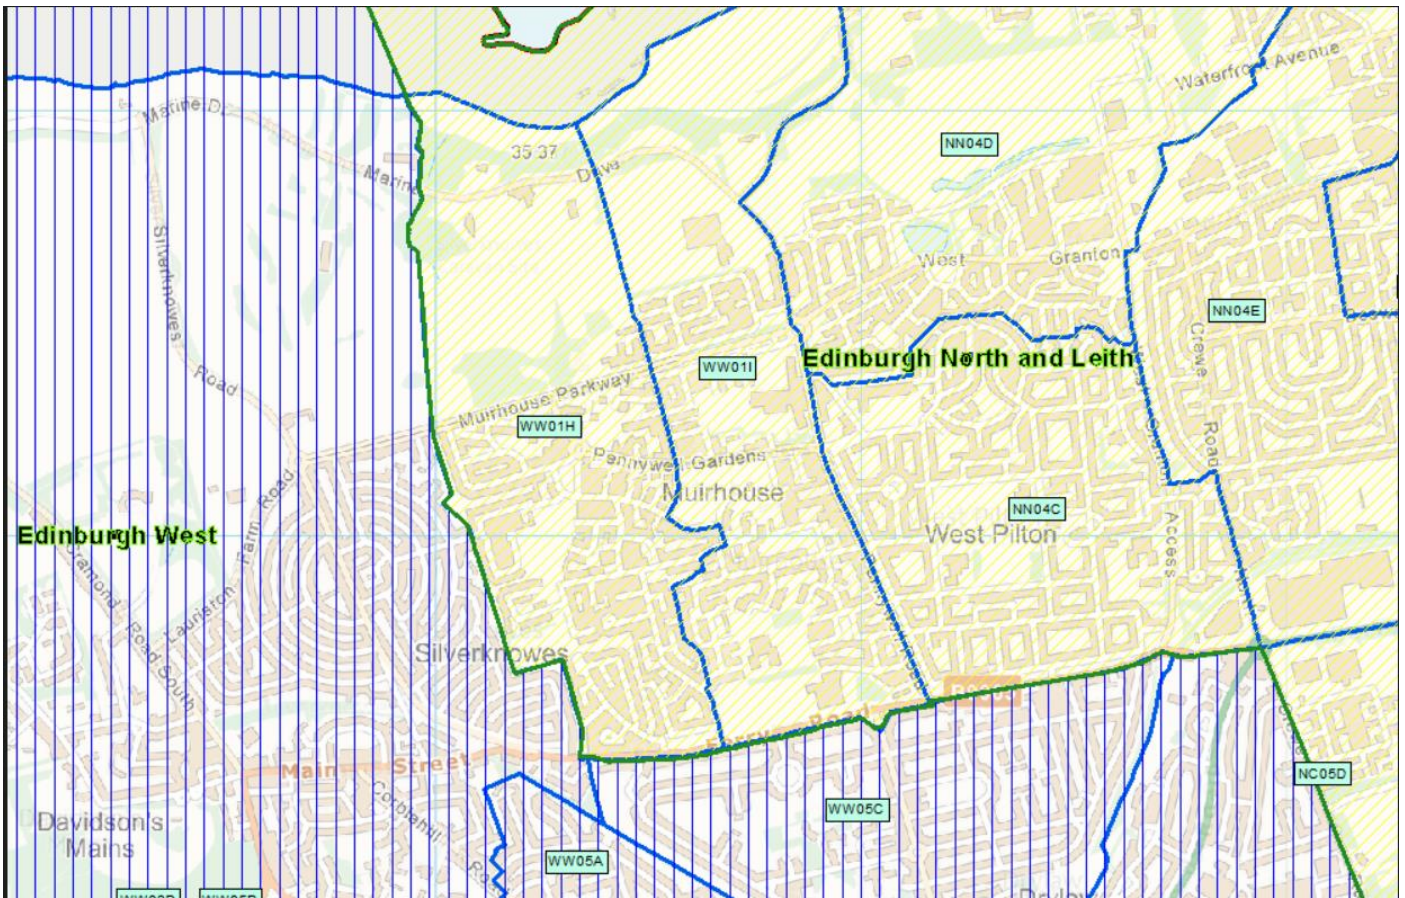 Waterfront Avenue
Marine Dr
35 37
NN04D
Drive
Marine
Silverknowes
West
Granton
NN04E
Crewe
Edinburgh North and Leith
WW01I
Road
Muirhouse Parkway
WW01H
Road
Pennywell Gardens
Muirhouse
NN04C
West Pilton
Access
Edinburgh West
Lauriston
Farm
Road
Cramond
Road South
Silverknowes
Ferry
Road
Main
Street
NC05D
Corbiehill
Road
WW05C
Davidson's
Mains
WW05A